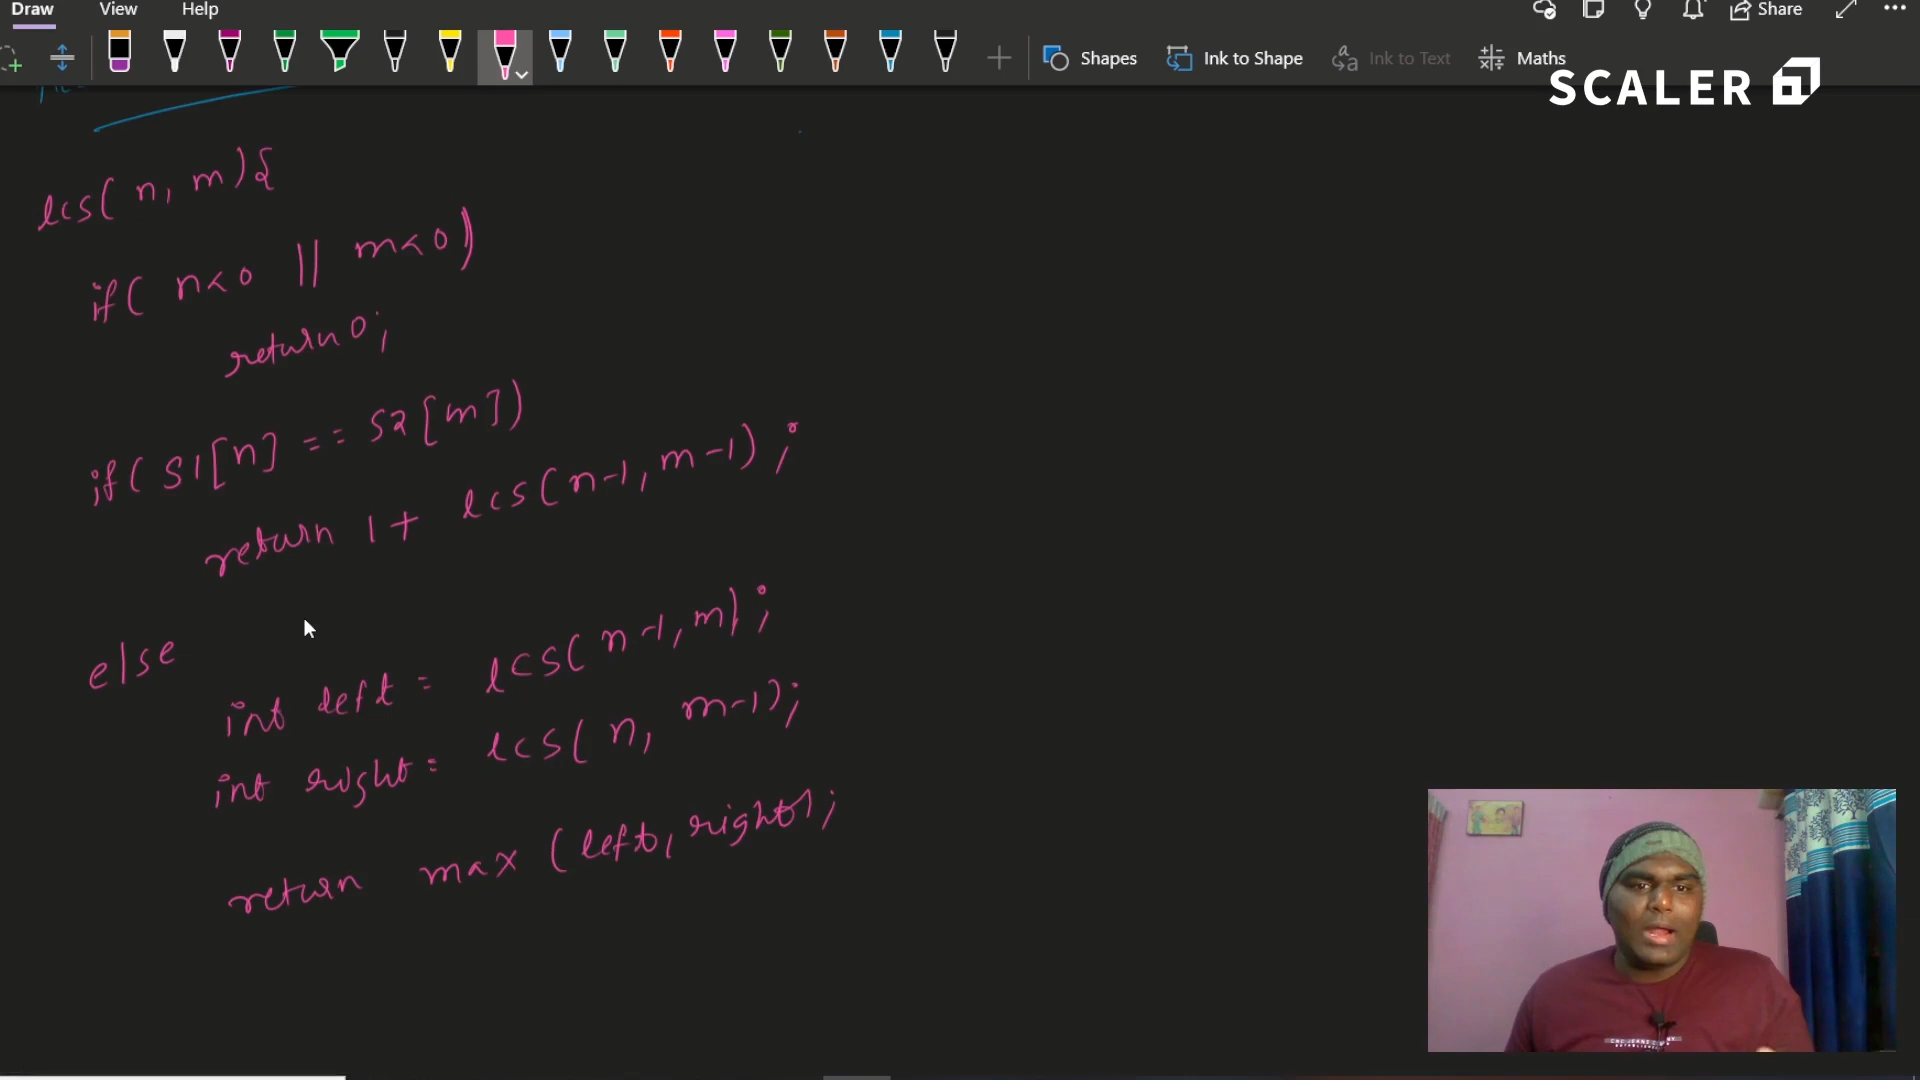 Draw View Help
Share
Shapes Ink to Shape Ink to Text Maths
SCALER
lcs(n, m){
if( n<0 || m<0)
return 0;
if( S1[n] == S2[m])
return 1 + lcs(n-1, m-1);
else
int left = lcs(n-1, m);
int right = lcs(n, m-1);
return max (left, right);